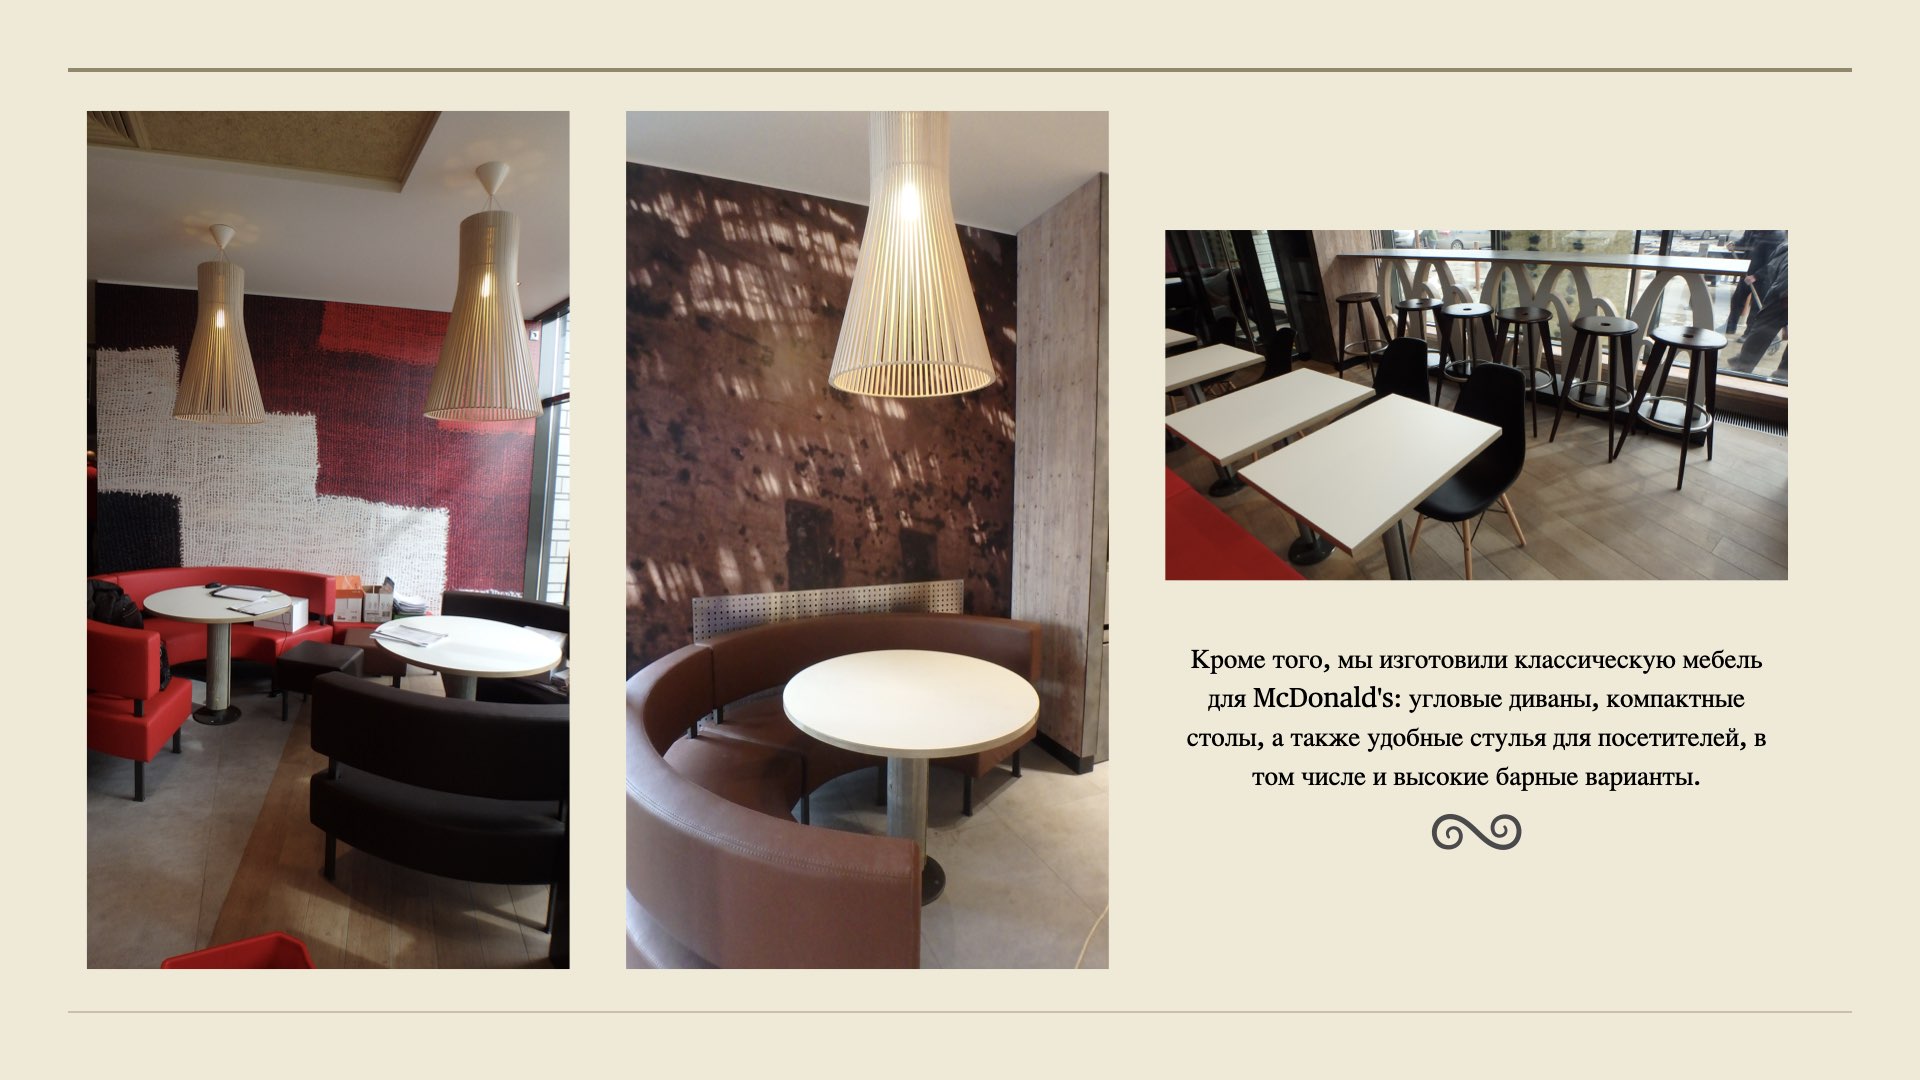 Кроме того, мы изготовили классическую мебель
для McDonald's: угловые диваны, компактные
столы, а также удобные стулья для посетителей, в
том числе и высокие барные варианты.